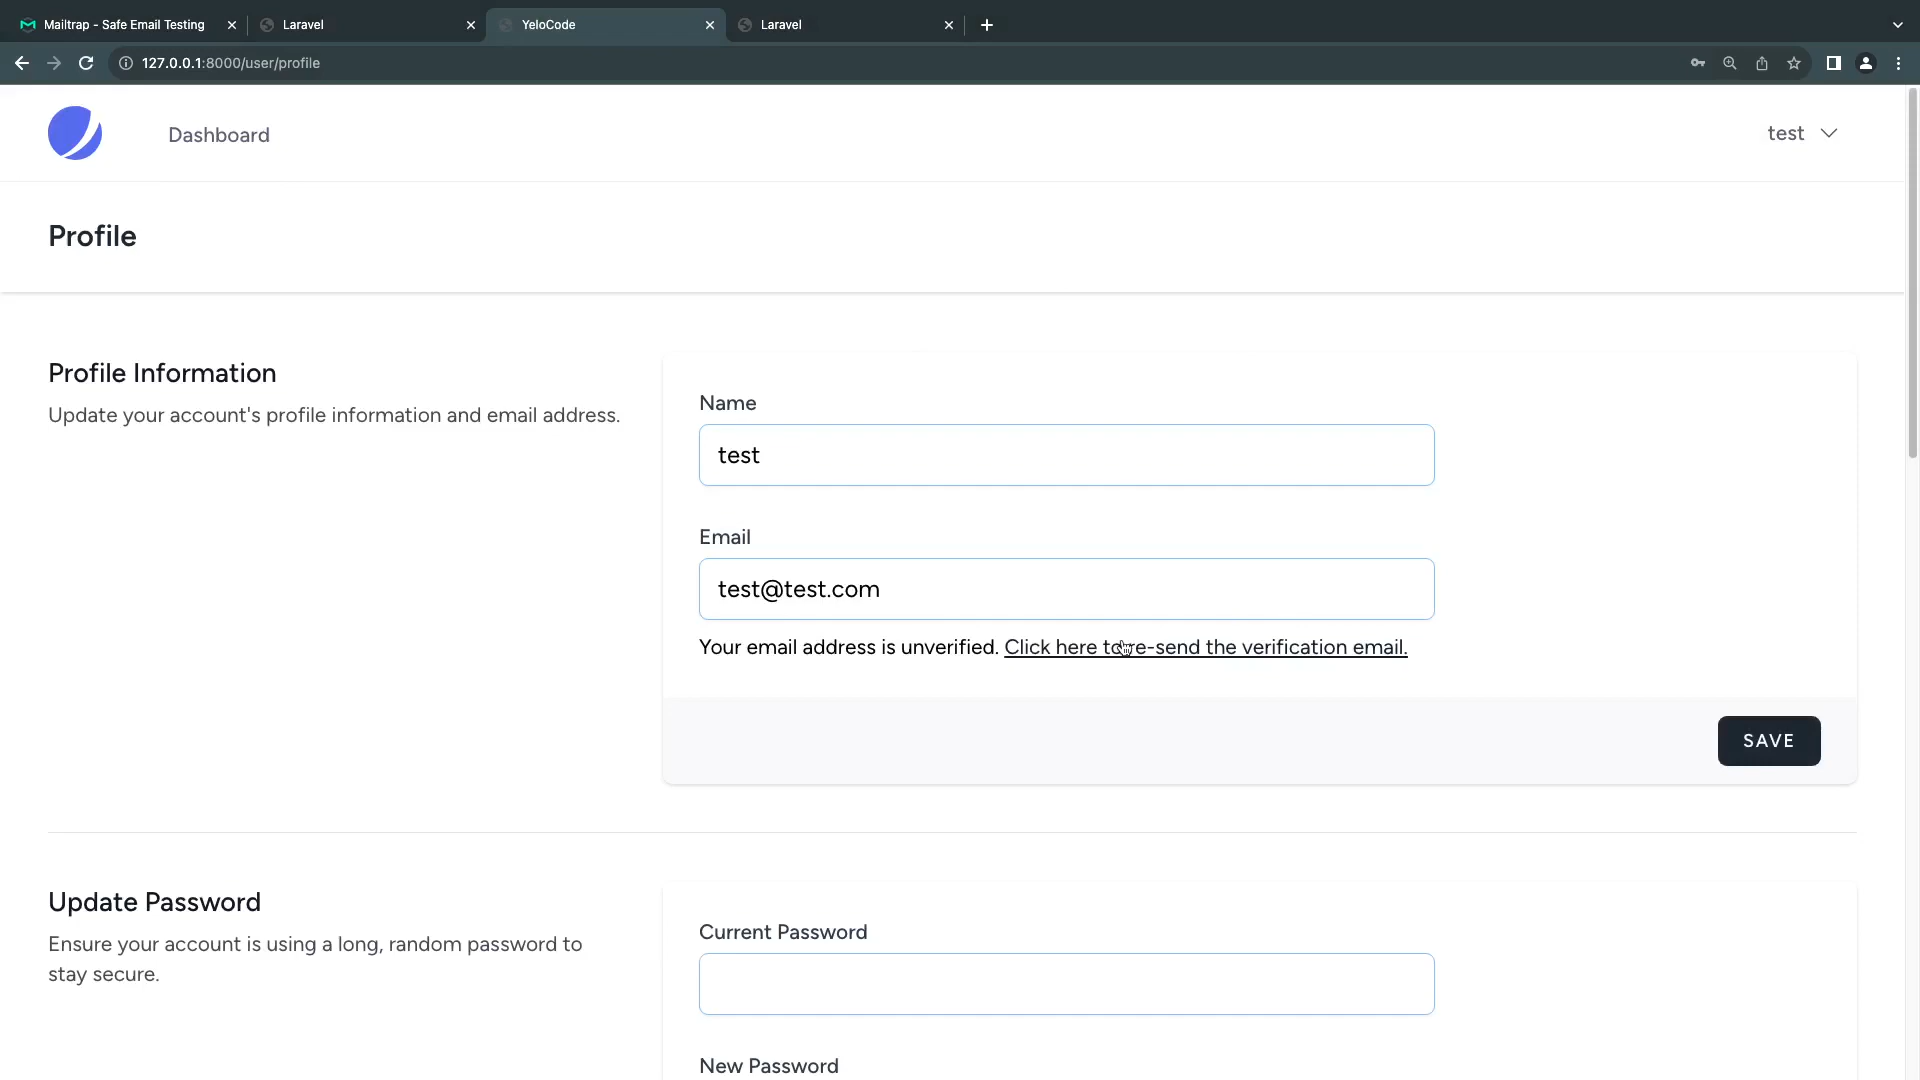 Mailtrap - Safe Email Testing
Laravel
YeloCode
Laravel
127.0.0.1:8000/user/profile
Dashboard
test
Profile
Profile Information
Update your account's profile information and email address.
Name
test
Email
test@test.com
Your email address is unverified. Click here to re-send the verification email.
SAVE
Update Password
Ensure your account is using a long, random password to
stay secure.
Current Password
New Password